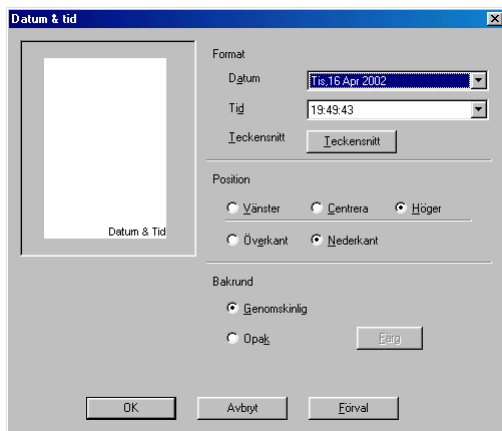 Datum & tid
Format
Datum Tis,16 Apr 2002
Tid 19:49:43
Teckensnitt Teckensnitt
Position
Vänster Centrera Höger
Överkant Nederkant
Datum & Tid
Bakrund
Genomskinlig
Opak Färg
OK Avbryt Förval